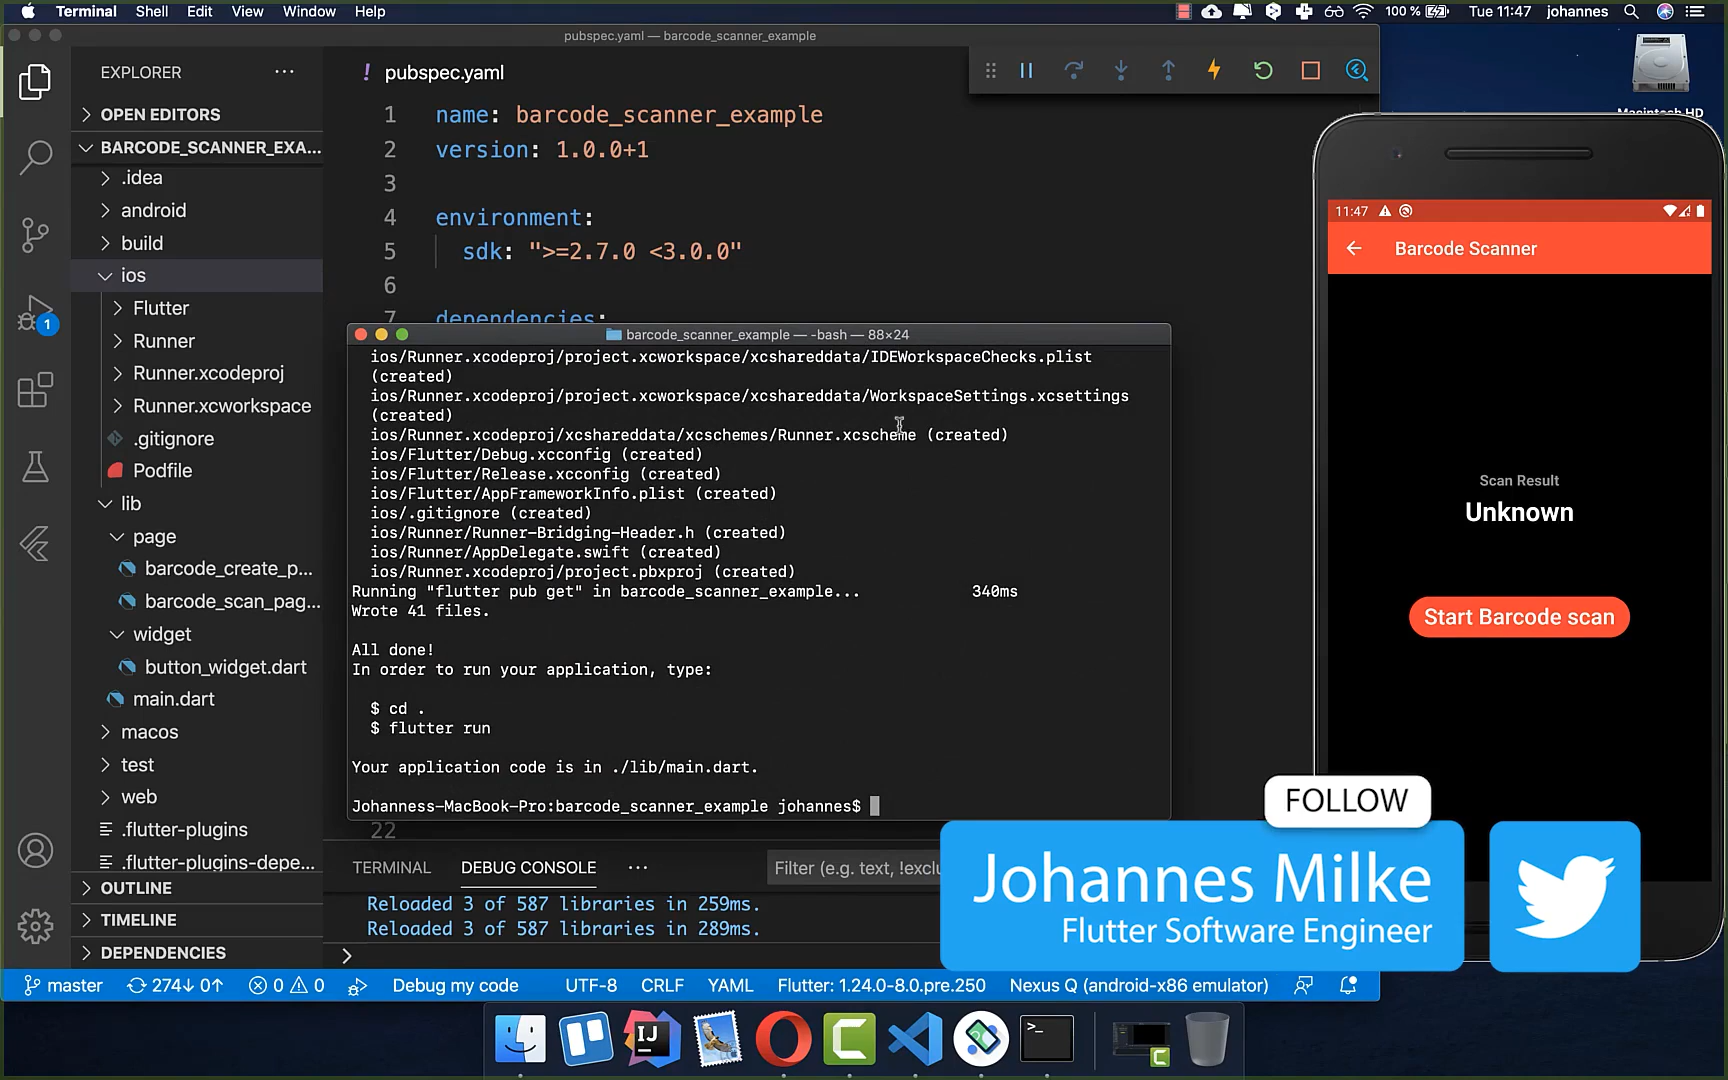 Terminal Shell Edit View Window Help 100 % Tue 11:47 johannes
pubspec.yaml — barcode_scanner_example
EXPLORER
OPEN EDITORS
BARCODE_SCANNER_EXA...
.idea
android
build
ios
Flutter
Runner
Runner.xcodeproj
Runner.xcworkspace
.gitignore
Podfile
lib
page
barcode_create_p...
barcode_scan_pag...
widget
button_widget.dart
main.dart
macos
test
web
.flutter-plugins
.flutter-plugins-depe...
OUTLINE
TIMELINE
DEPENDENCIES
1
! pubspec.yaml
1 name: barcode_scanner_example
2 version: 1.0.0+1
3
4 environment:
5 sdk: ">=2.7.0 <3.0.0"
6
7 dependencies:
22
barcode_scanner_example — -bash — 88×24
ios/Runner.xcodeproj/project.xcworkspace/xcshareddata/IDEWorkspaceChecks.plist
(created)
ios/Runner.xcodeproj/project.xcworkspace/xcshareddata/WorkspaceSettings.xcsettings
(created)
ios/Runner.xcodeproj/xcshareddata/xcschemes/Runner.xcscheme (created)
ios/Flutter/Debug.xcconfig (created)
ios/Flutter/Release.xcconfig (created)
ios/Flutter/AppFrameworkInfo.plist (created)
ios/.gitignore (created)
ios/Runner/Runner-Bridging-Header.h (created)
ios/Runner/AppDelegate.swift (created)
ios/Runner.xcodeproj/project.pbxproj (created)
Running "flutter pub get" in barcode_scanner_example... 340ms
Wrote 41 files.
All done!
In order to run your application, type:
$ cd .
$ flutter run
Your application code is in ./lib/main.dart.
Johanness-MacBook-Pro:barcode_scanner_example johannes$
TERMINAL DEBUG CONSOLE
Filter (e.g. text, !exclu
Reloaded 3 of 587 libraries in 259ms.
Reloaded 3 of 587 libraries in 289ms.
master 274↓ 0↑ 0 0 Debug my code UTF-8 CRLF YAML Flutter: 1.24.0-8.0.pre.250 Nexus Q (android-x86 emulator)
Macintosh HD
11:47
Barcode Scanner
Scan Result
Unknown
Start Barcode scan
FOLLOW
Johannes Milke
Flutter Software Engineer